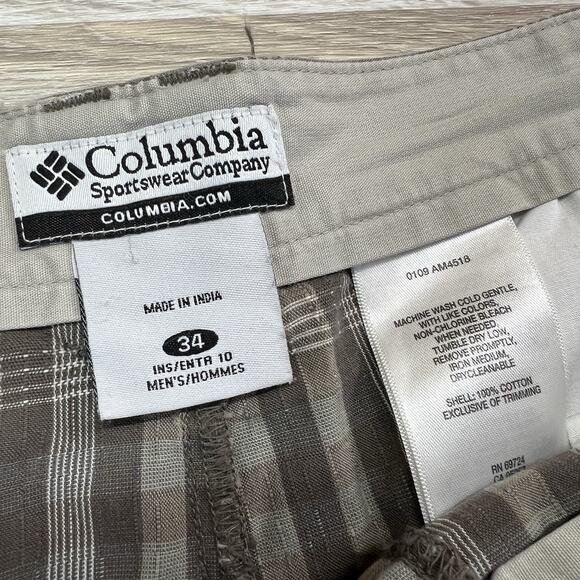 Columbia
Sportswear Company
COLUMBIA.COM
MADE IN INDIA
34
INS/ENTR 10
MEN'S/HOMMES
0109 AM4518
MACHINE WASH COLD GENTLE,
WITH LIKE COLORS,
NON-CHLORINE BLEACH
WHEN NEEDED,
TUMBLE DRY LOW,
REMOVE PROMPTLY,
IRON MEDIUM,
DRYCLEANABLE
SHELL: 100% COTTON
EXCLUSIVE OF TRIMMING
RN 69724
CA